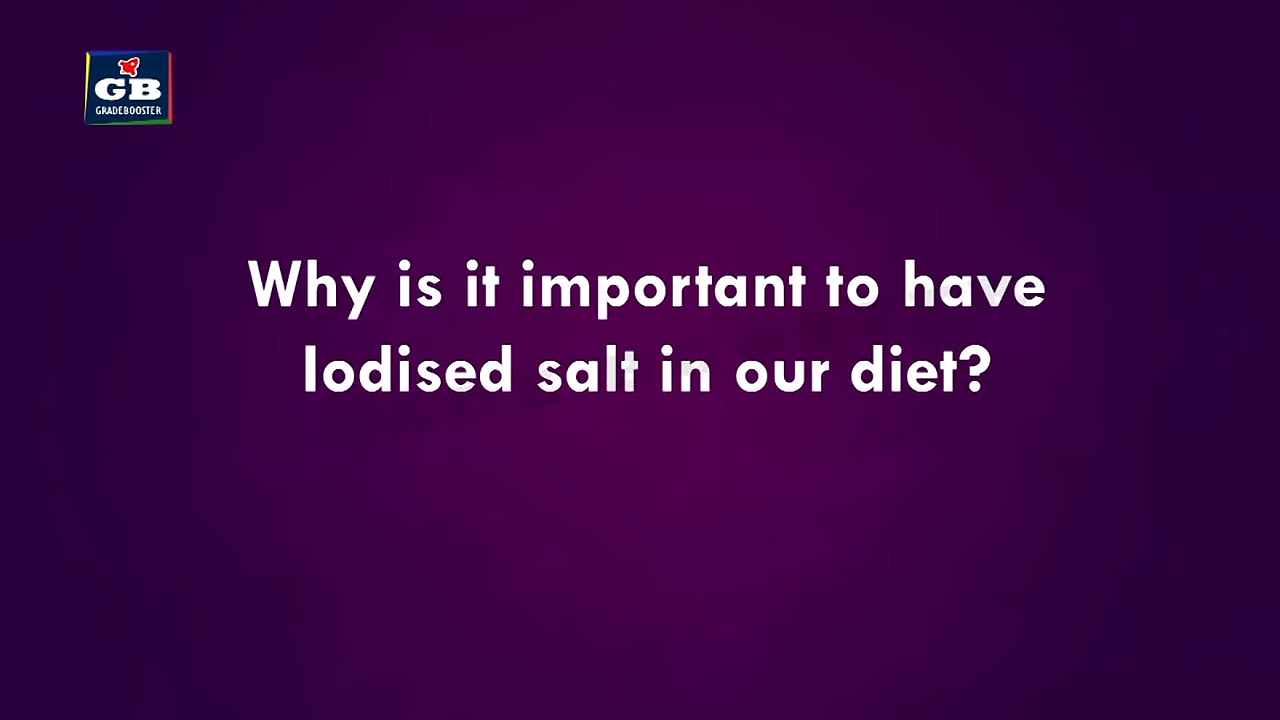 GB
GRADEBOOSTER
Why is it important to have
Iodised salt in our diet?